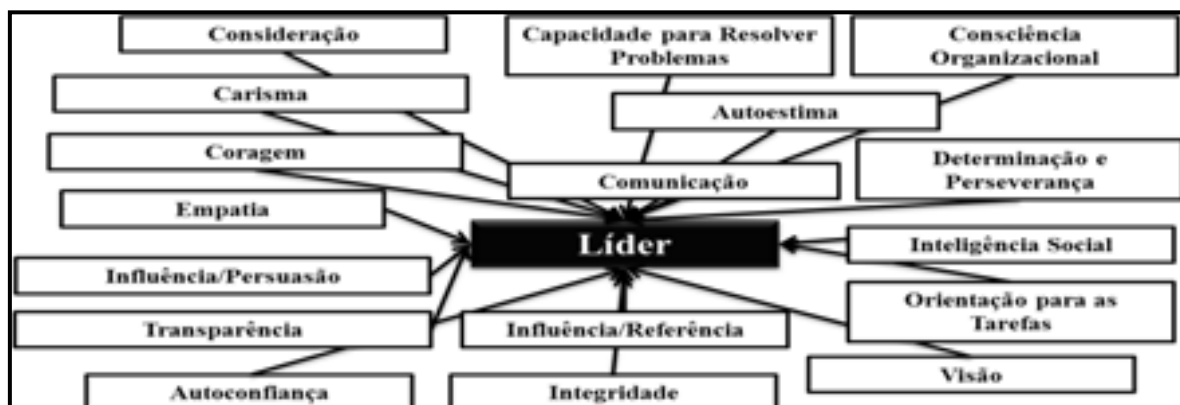 Consideração
Capacidade para Resolver
Problemas
Consciência
Organizacional
Carisma
Autoestima
Coragem
Comunicação
Determinação e
Perseverança
Empatia
Líder
Inteligência Social
Influência/Persuasão
Orientação para as
Tarefas
Transparência
Influência/Referência
Visão
Autoconfiança
Integridade